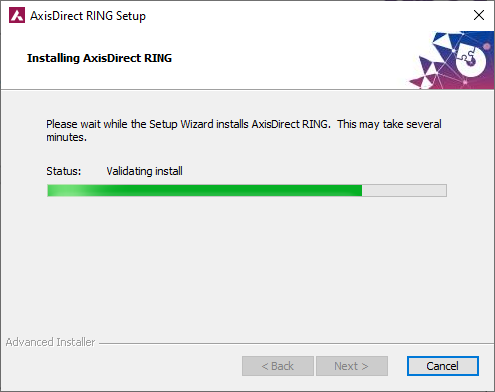 AxisDirect RING Setup
Installing AxisDirect RING
Please wait while the Setup Wizard installs AxisDirect RING. This may take several
minutes.
Status: Validating install
Advanced Installer
< Back Next > Cancel